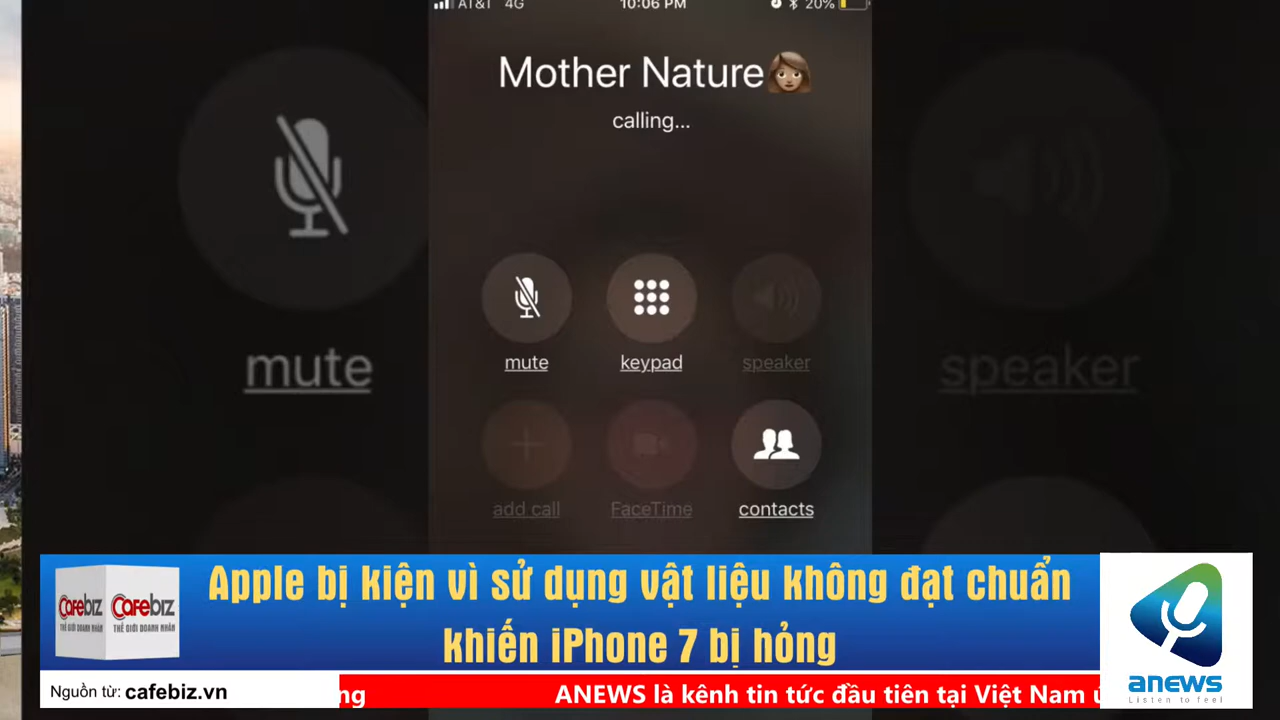 AT&T 4G 10:06 PM 20%
Mother Nature
calling...
mute
speaker
mute keypad speaker
add call FaceTime contacts
Apple bị kiện vì sử dụng vật liệu không đạt chuẩn
khiến iPhone 7 bị hỏng
Cafebiz Cafebiz
THẾ GIỚI DOANH NHÂN THẾ GIỚI DOANH NHÂN
anews
Listen to feel
Nguồn từ: cafebiz.vn
ANEWS là kênh tin tức đầu tiên tại Việt Nam